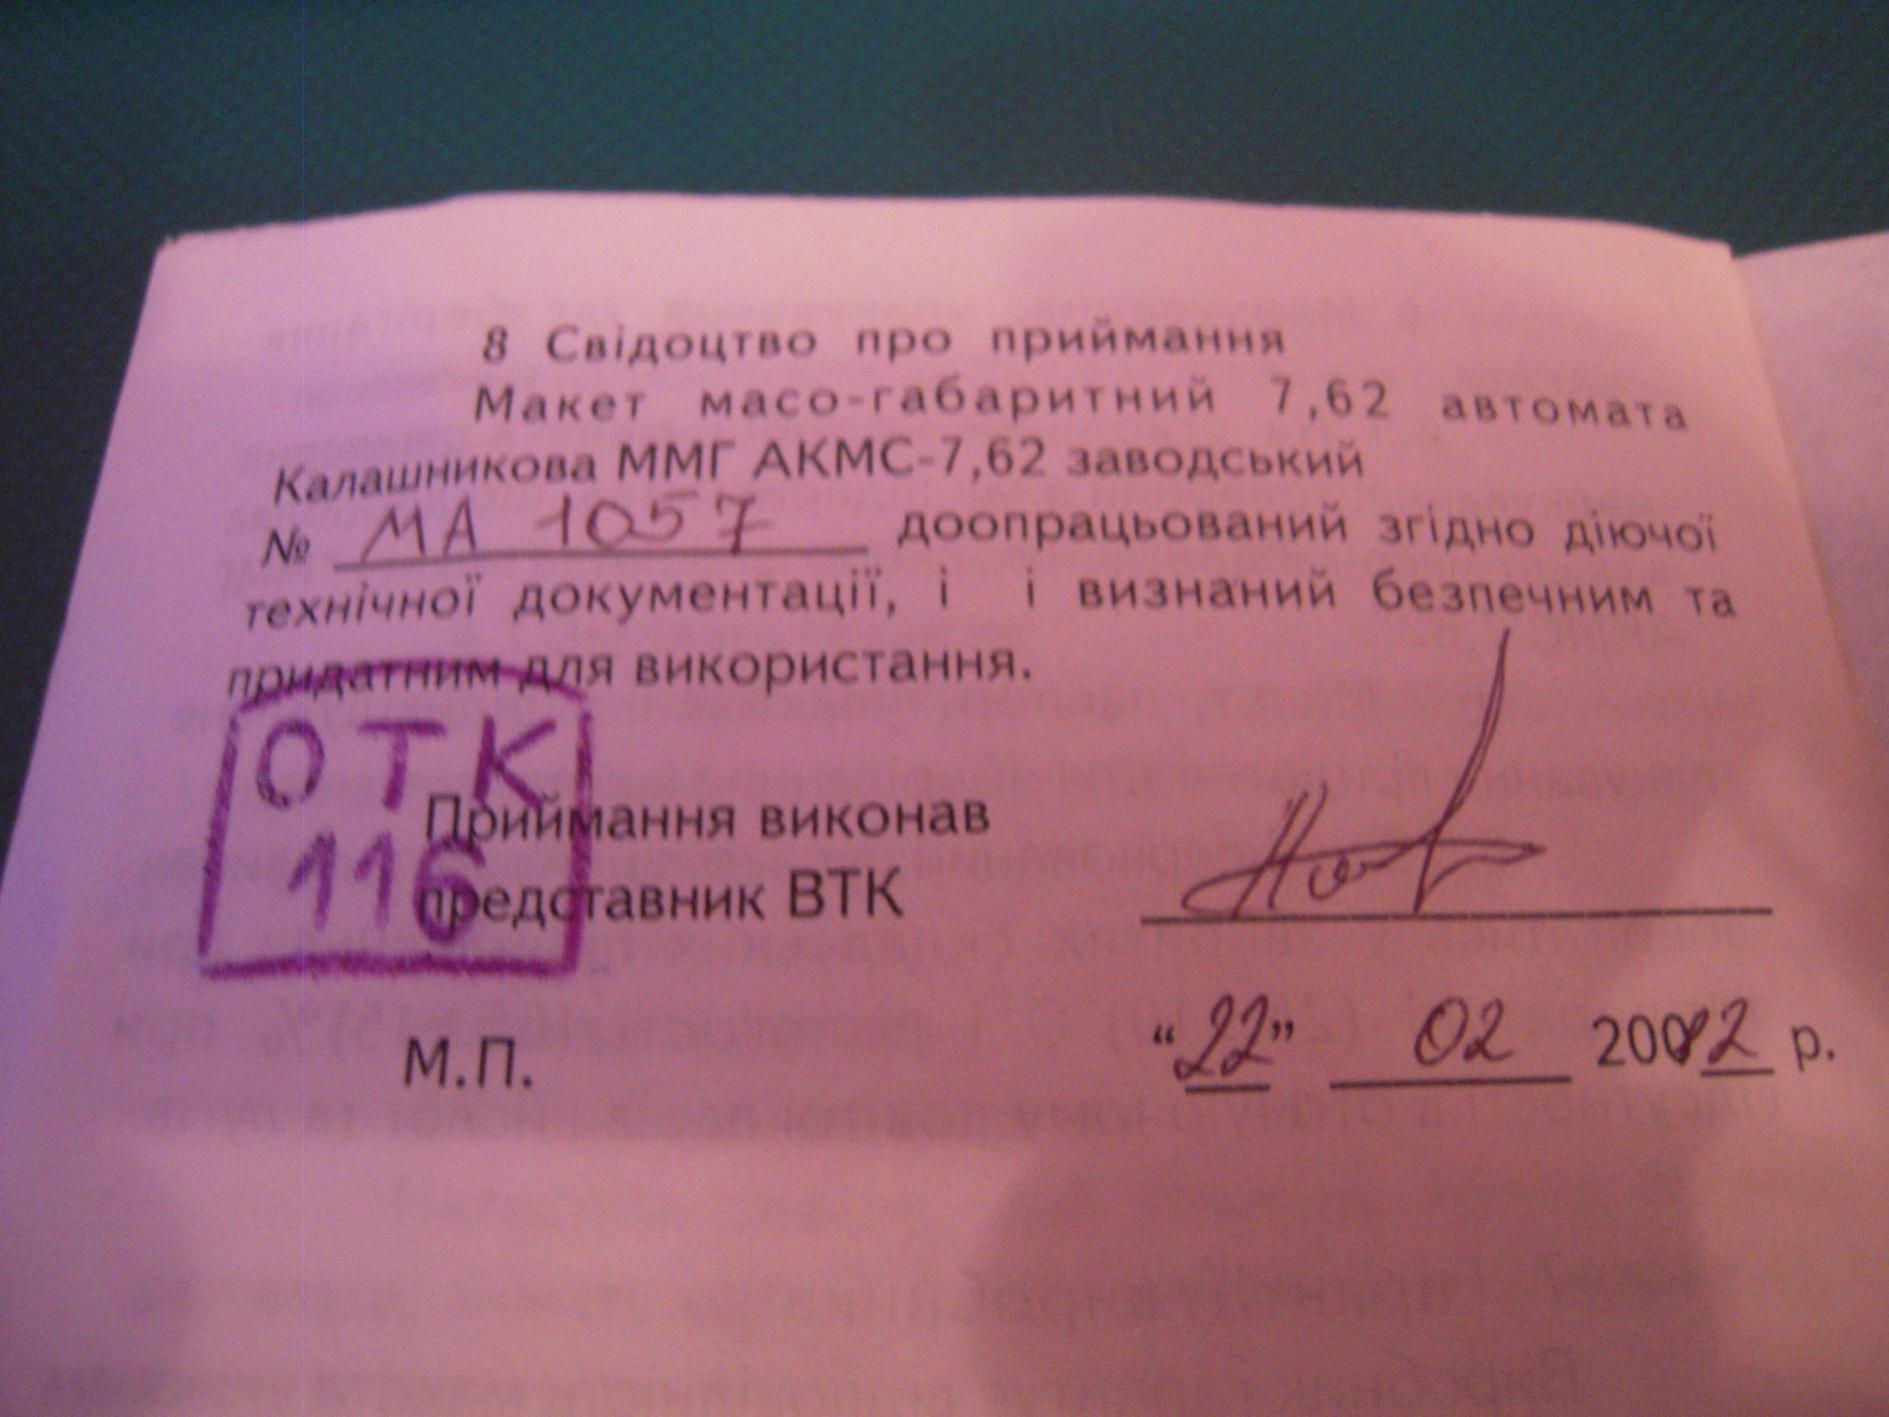 8 Свідоцтво про приймання
Макет масо-габаритний 7,62 автомата
Калашникова ММГ АКМС-7,62 заводський
№ МА 1057 доопрацьований згідно діючої
технічної документації, і і визнаний безпечним та
придатним для використання.
ОТК
116
Приймання виконав
представник ВТК
М.П.
“22” 02 2012 р.